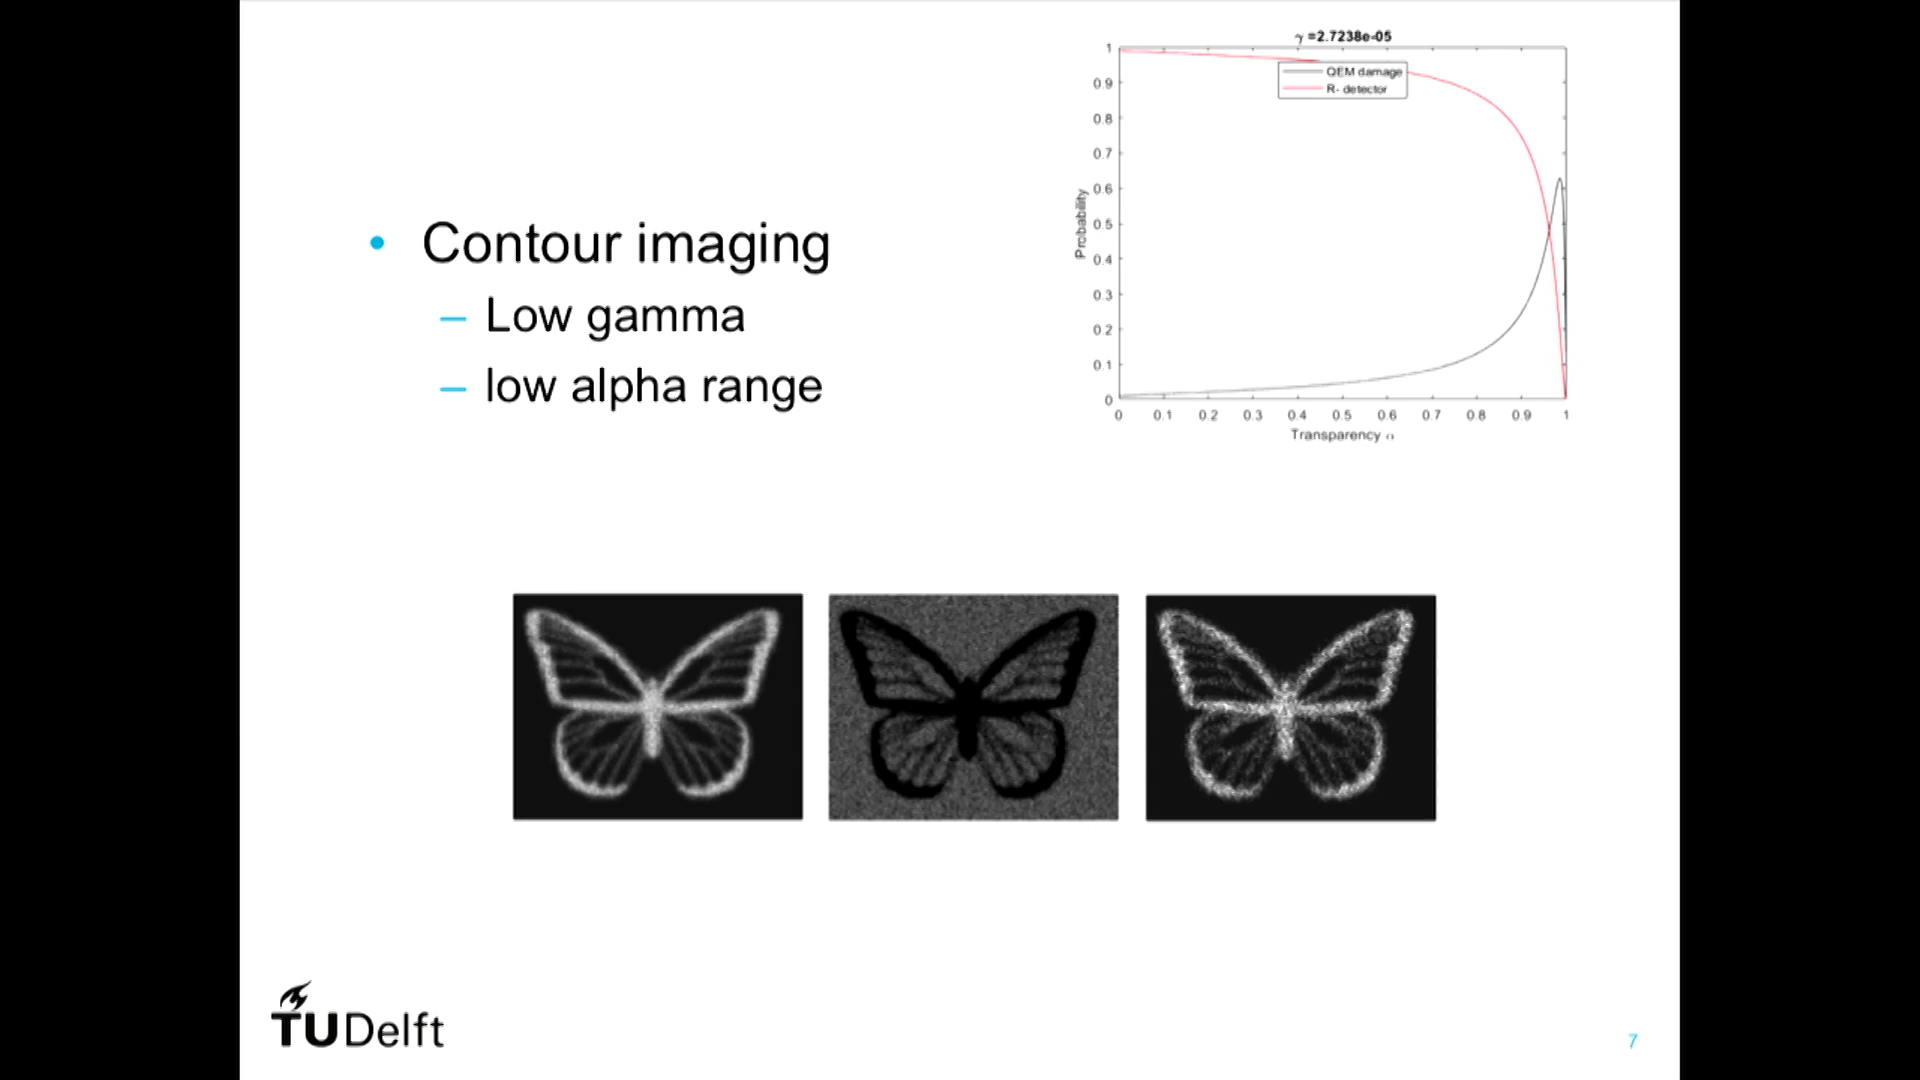 γ =2.7238e-05
QEM damage
R- detector
1
0.9
0.8
0.7
0.6
0.5
0.4
0.3
0.2
0.1
0
Probability
0 0.1 0.2 0.3 0.4 0.5 0.6 0.7 0.8 0.9 1
Transparency α
• Contour imaging
– Low gamma
– low alpha range
TUDelft
7